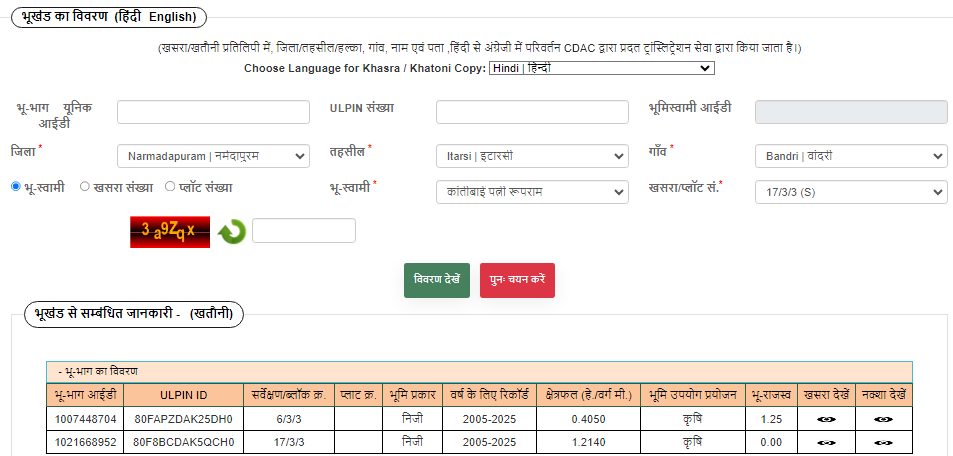 भूखंड का विवरण (हिंदी English)
(खसरा/खतौनी प्रतिलिपी में, जिला/तहसील/हल्का, गांव, नाम एवं पता ,हिंदी से अंग्रेजी में परिवर्तन CDAC द्वारा प्रदत ट्रांस्लिट्रेशन सेवा द्वारा किया जाता है।)
Choose Language for Khasra / Khatoni Copy: Hindi | हिन्दी
भू-भाग यूनिक आईडी
ULPIN संख्या
भूमिस्वामी आईडी
जिला * Narmadapuram | नर्मदापुरम तहसील * Itarsi | इटारसी गाँव * Bandri | वांदरी
भू-स्वामी खसरा संख्या प्लॉट संख्या भू-स्वामी * कांतीबाई पत्नी रूपराम खसरा/प्लॉट सं.* 17/3/3 (S)
3a9Zqx
विवरण देखें पुनः चयन करें
भूखंड से सम्बंधित जानकारी - (खतौनी)
- भू-भाग का विवरण
भू-भाग आईडी ULPIN ID सर्वेक्षण/ब्लॉक क्र. प्लाट क्र. भूमि प्रकार वर्ष के लिए रिकॉर्ड क्षेत्रफल (हे./वर्ग मी.) भूमि उपयोग प्रयोजन भू-राजस्व खसरा देखें नक्शा देखें
1007448704 80FAPZDAK25DH0 6/3/3 निजी 2005-2025 0.4050 कृषि 1.25
1021668952 80F8BCDAK5QCH0 17/3/3 निजी 2005-2025 1.2140 कृषि 0.00